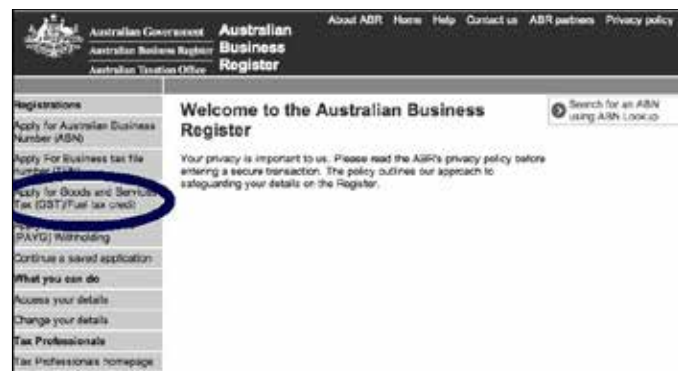 About ABR Home Help Contact us ABR partners Privacy policy
Australian Government
Australian Business Register
Australian Taxation Office
Australian
Business
Register
Registrations
Apply for Australian Business
Number (ABN)
Apply For Business tax file
number (TFN)
Apply for Goods and Services
Tax (GST)/Fuel tax credit
(PAYG) Withholding
Continue a saved application
What you can do
Access your details
Change your details
Tax Professionals
Tax Professionals homepage
Welcome to the Australian Business
Register
Your privacy is important to us. Please read the ABR's privacy policy before
entering a secure transaction. The policy outlines our approach to
safeguarding your details on the Register.
Search for an ABN
using ABN Lookup